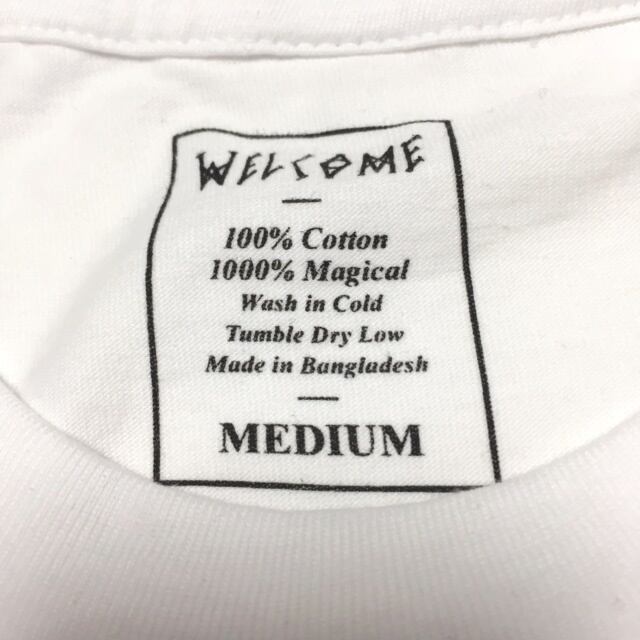 WELCOME
100% Cotton
1000% Magical
Wash in Cold
Tumble Dry Low
Made in Bangladesh
MEDIUM